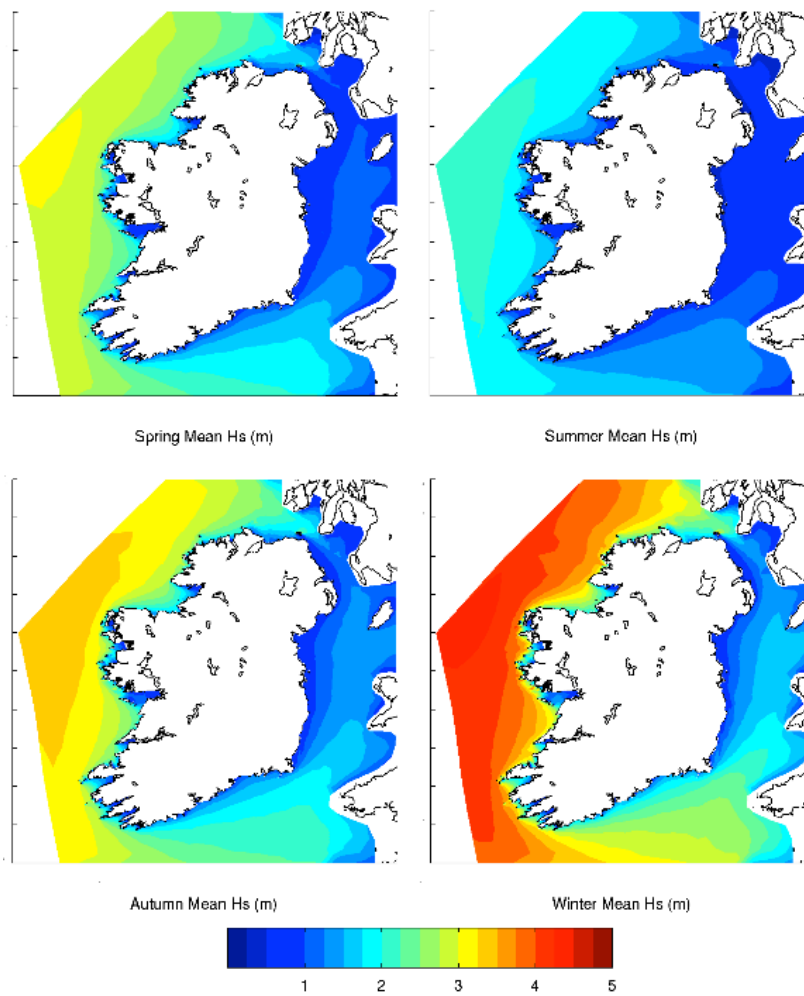 Spring Mean Hs (m)
Summer Mean Hs (m)
Autumn Mean Hs (m)
Winter Mean Hs (m)
1 2 3 4 5